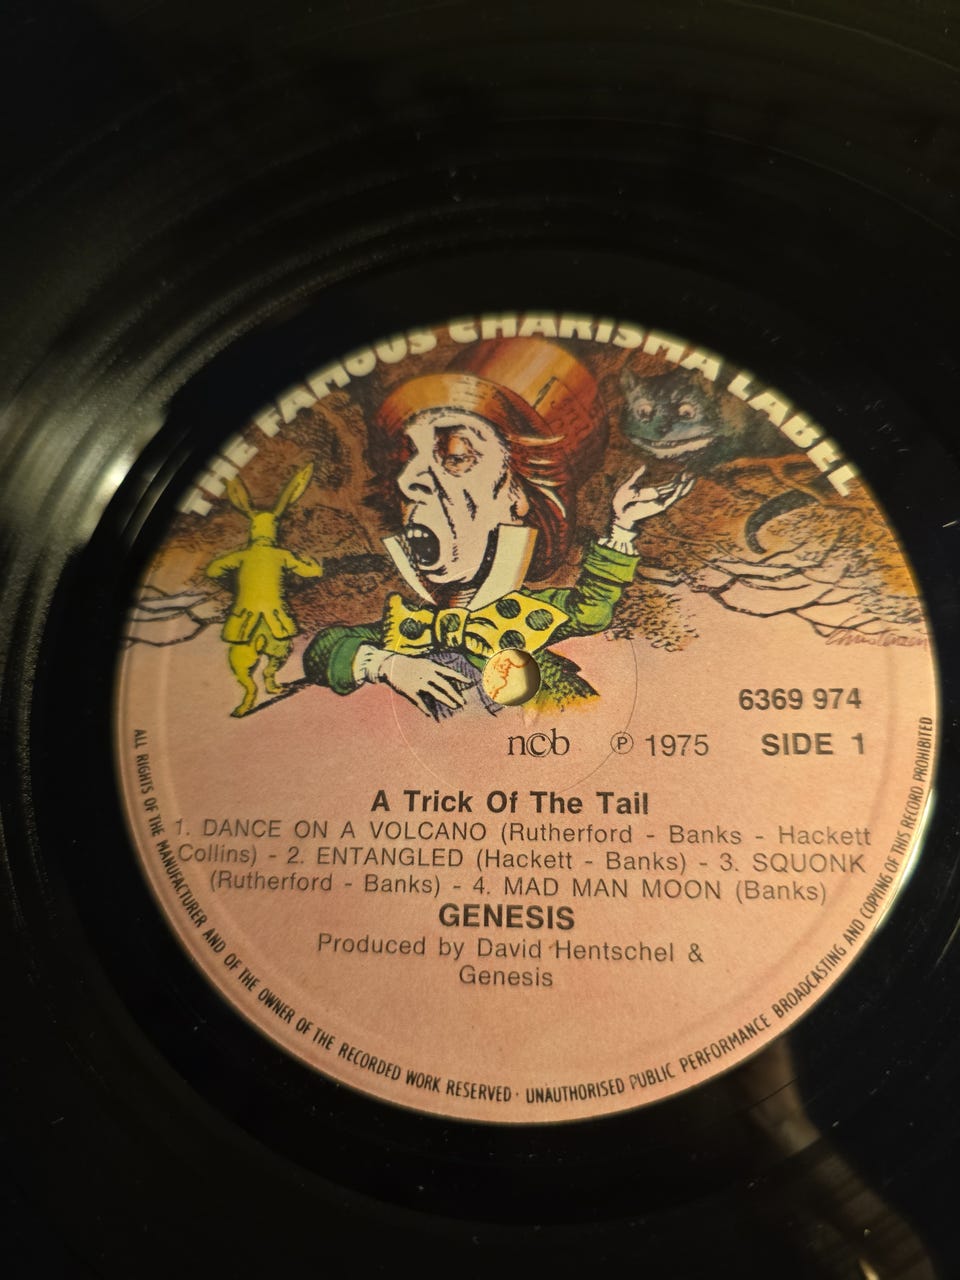 THE FAMOUS CHARISMA LABEL
6369 974
ncb ℗ 1975 SIDE 1
A Trick Of The Tail
1. DANCE ON A VOLCANO (Rutherford - Banks - Hackett
Collins) - 2. ENTANGLED (Hackett - Banks) - 3. SQUONK
(Rutherford - Banks) - 4. MAD MAN MOON (Banks)
GENESIS
Produced by David Hentschel &
Genesis
ALL RIGHTS OF THE MANUFACTURER AND OF THE OWNER OF THE RECORDED WORK RESERVED · UNAUTHORISED PUBLIC PERFORMANCE BROADCASTING AND COPYING OF THIS RECORD PROHIBITED